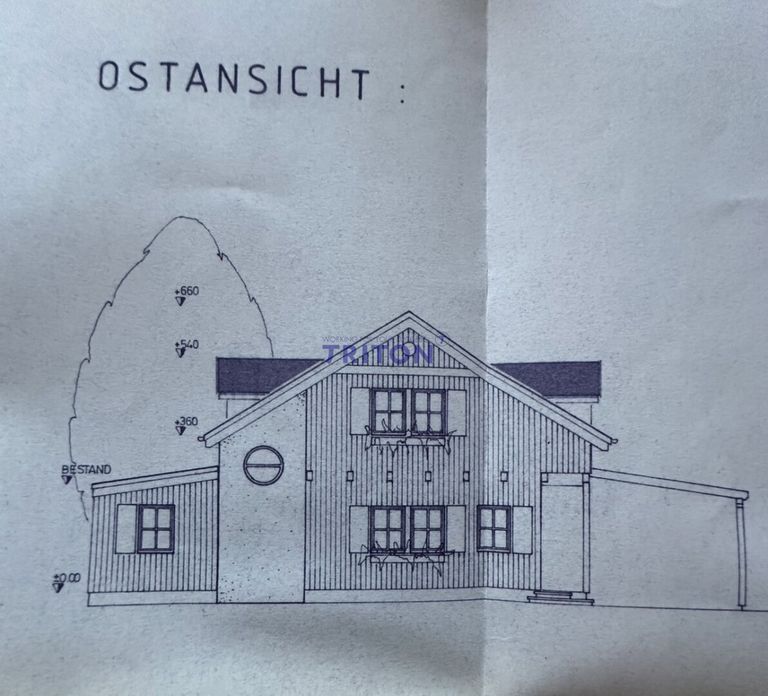 OSTANSICHT :
+660
+540
TRITON
+360
BESTAND
±0.00